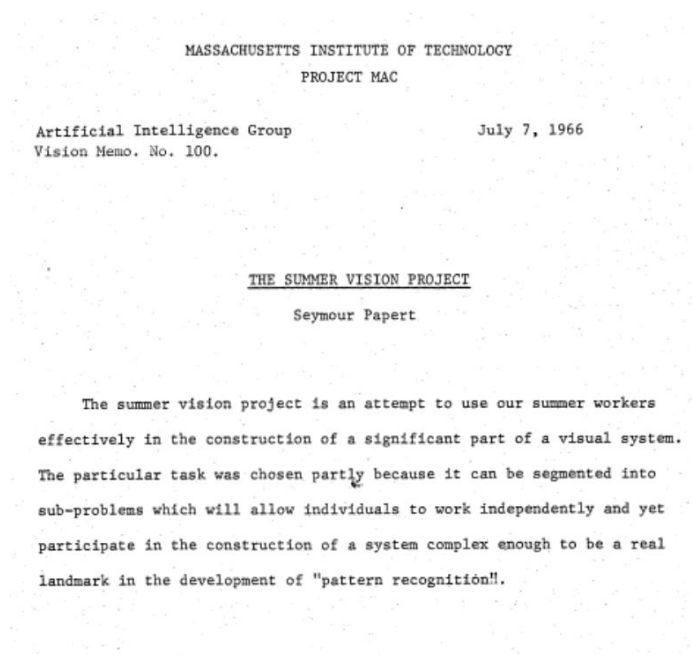 MASSACHUSETTS INSTITUTE OF TECHNOLOGY
PROJECT MAC
Artificial Intelligence Group July 7, 1966
Vision Memo. No. 100.
THE SUMMER VISION PROJECT
Seymour Papert
The summer vision project is an attempt to use our summer workers
effectively in the construction of a significant part of a visual system.
The particular task was chosen partly because it can be segmented into
sub-problems which will allow individuals to work independently and yet
participate in the construction of a system complex enough to be a real
landmark in the development of "pattern recognition".